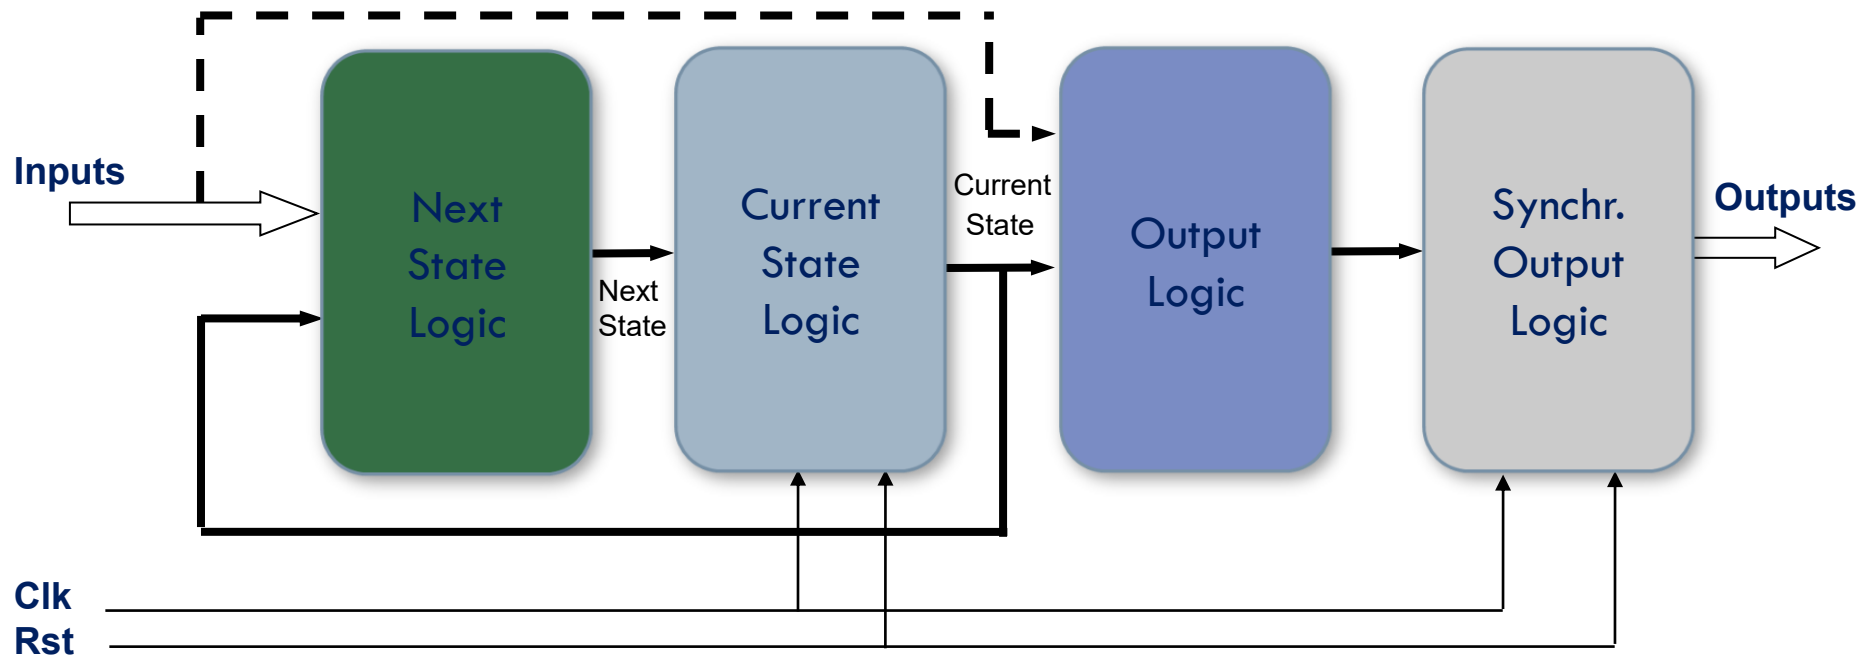 Inputs
Next
State
Logic
Next
State
Current
State
Logic
Current
State
Output
Logic
Synchr.
Output
Logic
Outputs
Clk
Rst